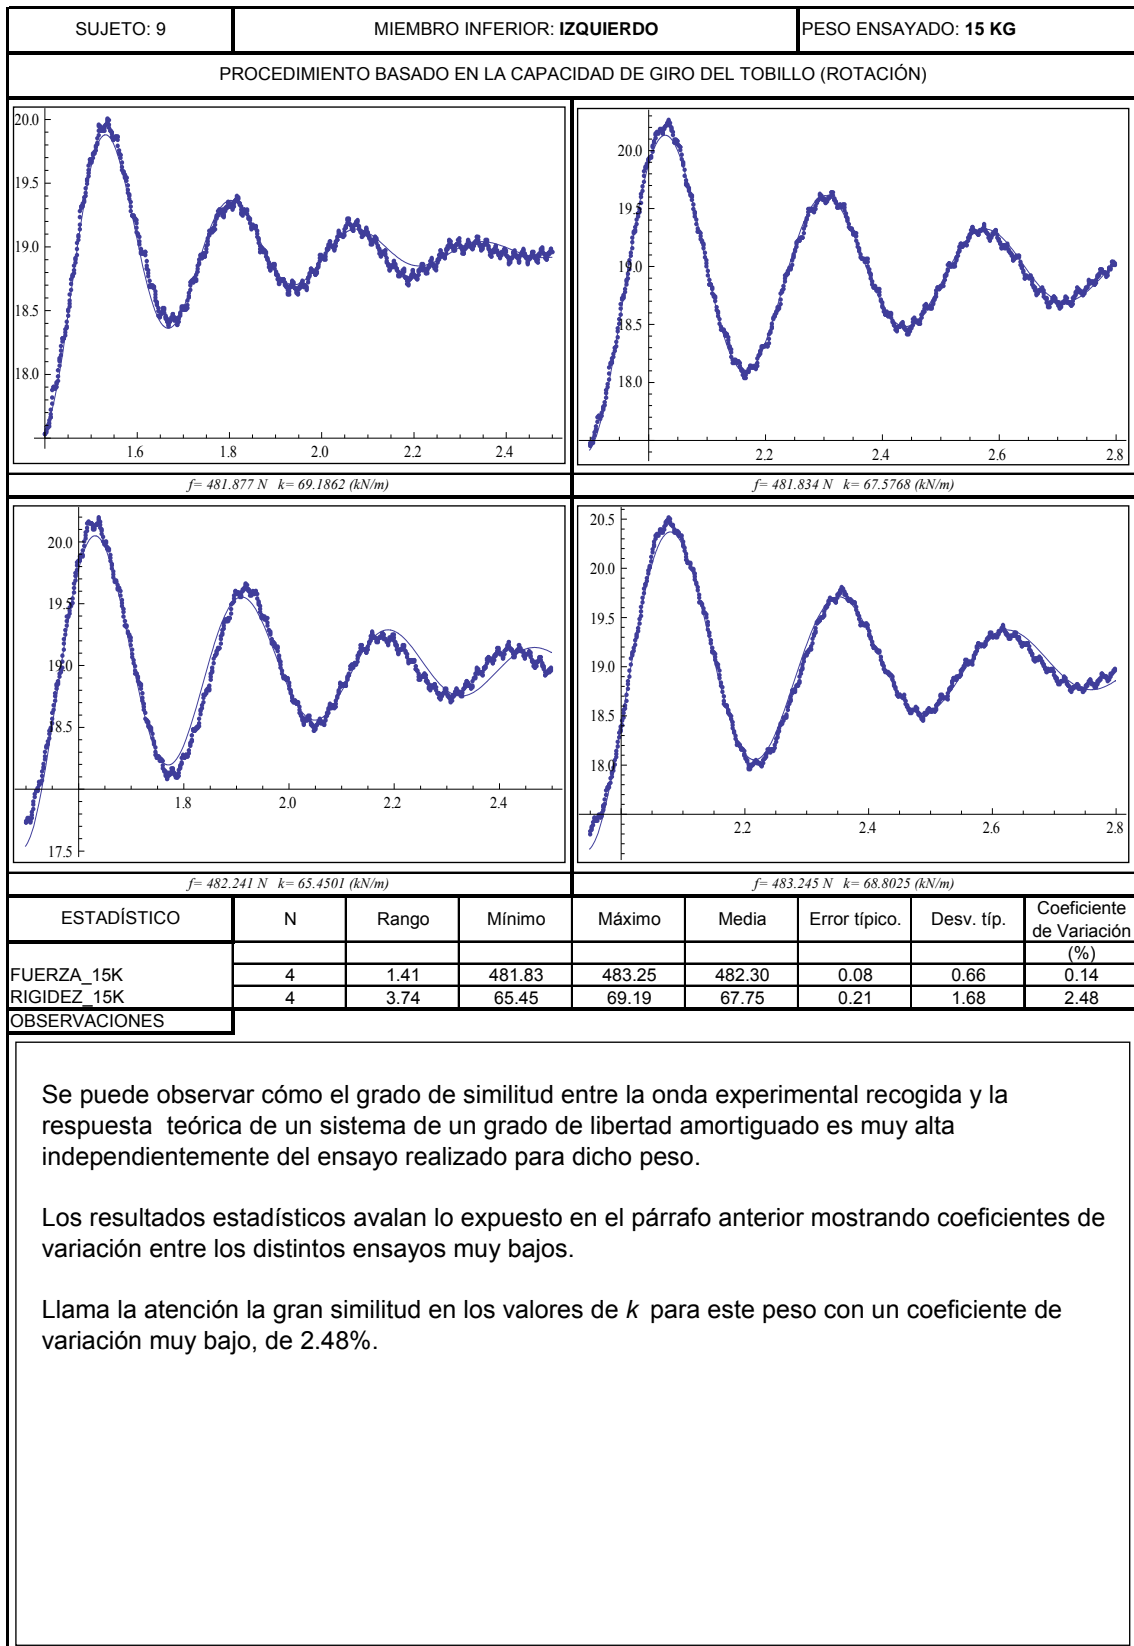 SUJETO: 9 MIEMBRO INFERIOR: IZQUIERDO PESO ENSAYADO: 15 KG
PROCEDIMIENTO BASADO EN LA CAPACIDAD DE GIRO DEL TOBILLO (ROTACIÓN)
20.0
19.5
19.0
18.5
18.0
1.6 1.8 2.0 2.2 2.4
20.0
19.5
19.0
18.5
18.0
2.2 2.4 2.6 2.8
f= 481.877 N k= 69.1862 (kN/m) f= 481.834 N k= 67.5768 (kN/m)
20.0
19.5
19.0
18.5
1.8 2.0 2.2 2.4
17.5
20.5
20.0
19.5
19.0
18.5
18.0
2.2 2.4 2.6 2.8
f= 482.241 N k= 65.4501 (kN/m) f= 483.245 N k= 68.8025 (kN/m)
ESTADÍSTICO N Rango Mínimo Máximo Media Error típico. Desv. típ. Coeficiente
de Variación
(%)
FUERZA_15K 4 1.41 481.83 483.25 482.30 0.08 0.66 0.14
RIGIDEZ_15K 4 3.74 65.45 69.19 67.75 0.21 1.68 2.48
OBSERVACIONES
Se puede observar cómo el grado de similitud entre la onda experimental recogida y la
respuesta teórica de un sistema de un grado de libertad amortiguado es muy alta
independientemente del ensayo realizado para dicho peso.
Los resultados estadísticos avalan lo expuesto en el párrafo anterior mostrando coeficientes de
variación entre los distintos ensayos muy bajos.
Llama la atención la gran similitud en los valores de k para este peso con un coeficiente de
variación muy bajo, de 2.48%.